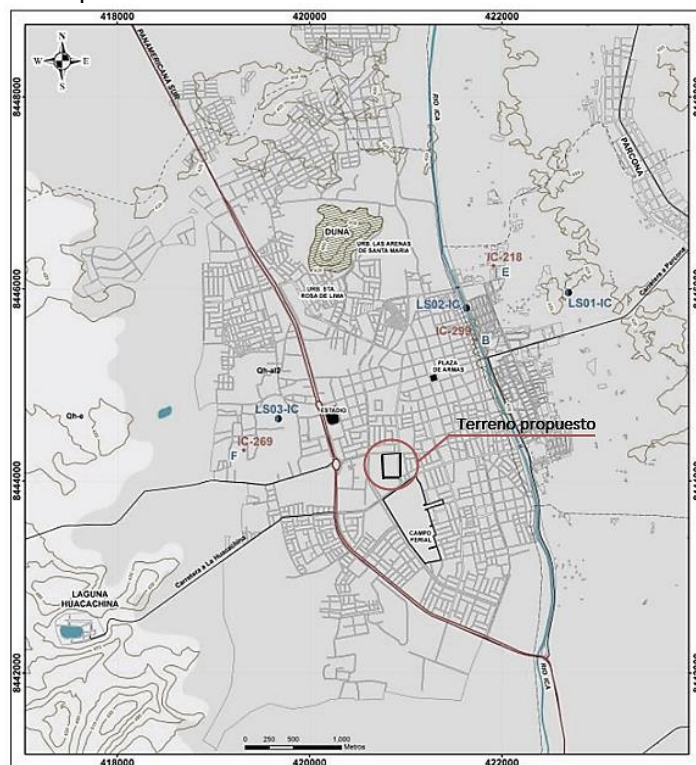 418000 420000 422000
N
W E
S
PANAMERICANA SUR
RIO ICA
8448000
PARCONA
DUNA
URB. LAS ARENAS
DE SANTA MARIA
IC-218
E
Carretera a Parcona
8446000
URB. STA.
ROSA DE LIMA
LS02-IC
LS01-IC
IC-299
B
PLAZA
DE ARMAS
Qh-al2
Qh-e
LS03-IC
ESTADIO
IC-269
F
Terreno propuesto
8444000
8444000
CAMPO
FERIAL
Carretera a La Huacachina
LAGUNA
HUACACHINA
8442000
RIO ICA
0 250 500 1,000
Metros
418000 420000 422000